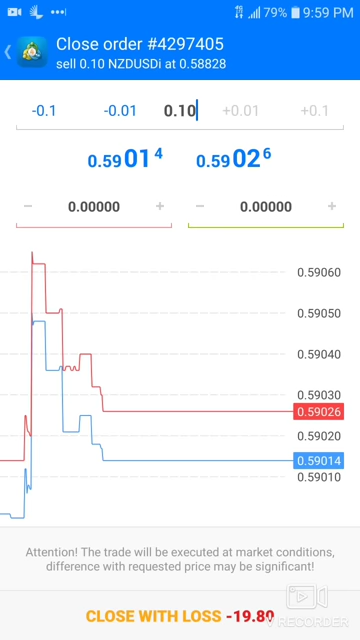 4G 79% 9:59 PM
Close order #4297405
sell 0.10 NZDUSDi at 0.58828
-0.1 -0.01 0.10 +0.01 +0.1
0.59014 0.59026
− 0.00000 + − 0.00000 +
0.59060
0.59050
0.59040
0.59030
0.59026
0.59020
0.59014
0.59010
Attention! The trade will be executed at market conditions,
difference with requested price may be significant!
CLOSE WITH LOSS -19.80
V RECORDER